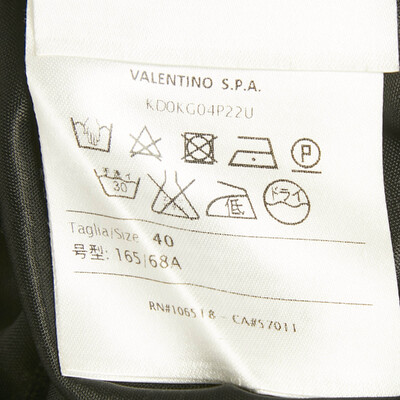 VALENTINO S.P.A.
KD0KG04P22U
P
手洗イ 30 低 ドライ
Taglia/Size 40
号型: 165/68A
RN#106518 - CA#57011